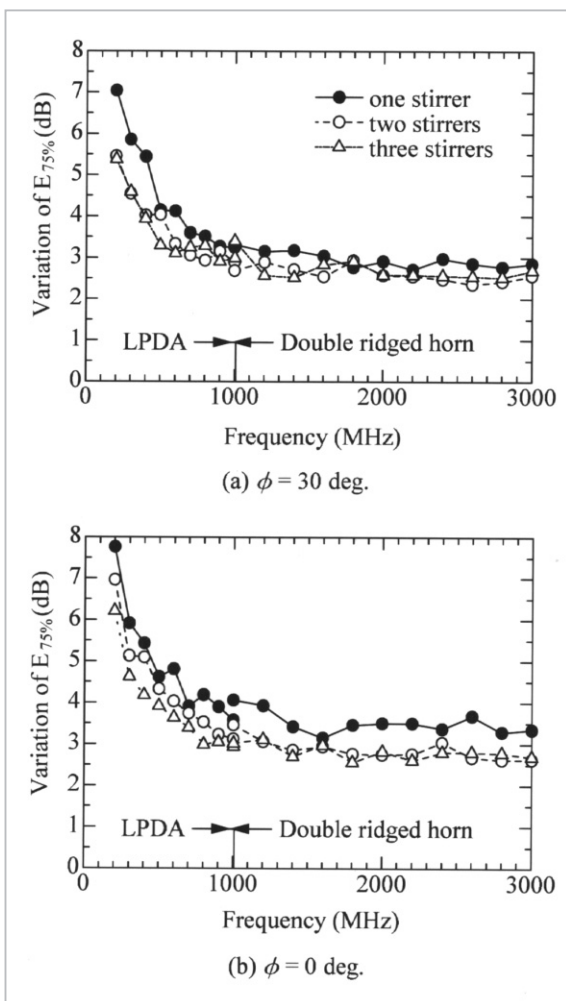 8
7
6
5
4
3
2
1
0
Variation of E75% (dB)
one stirrer
two stirrers
three stirrers
LPDA
Double ridged horn
0 1000 2000 3000
Frequency (MHz)
(a) ϕ = 30 deg.
8
7
6
5
4
3
2
1
0
Variation of E75% (dB)
LPDA
Double ridged horn
0 1000 2000 3000
Frequency (MHz)
(b) ϕ = 0 deg.